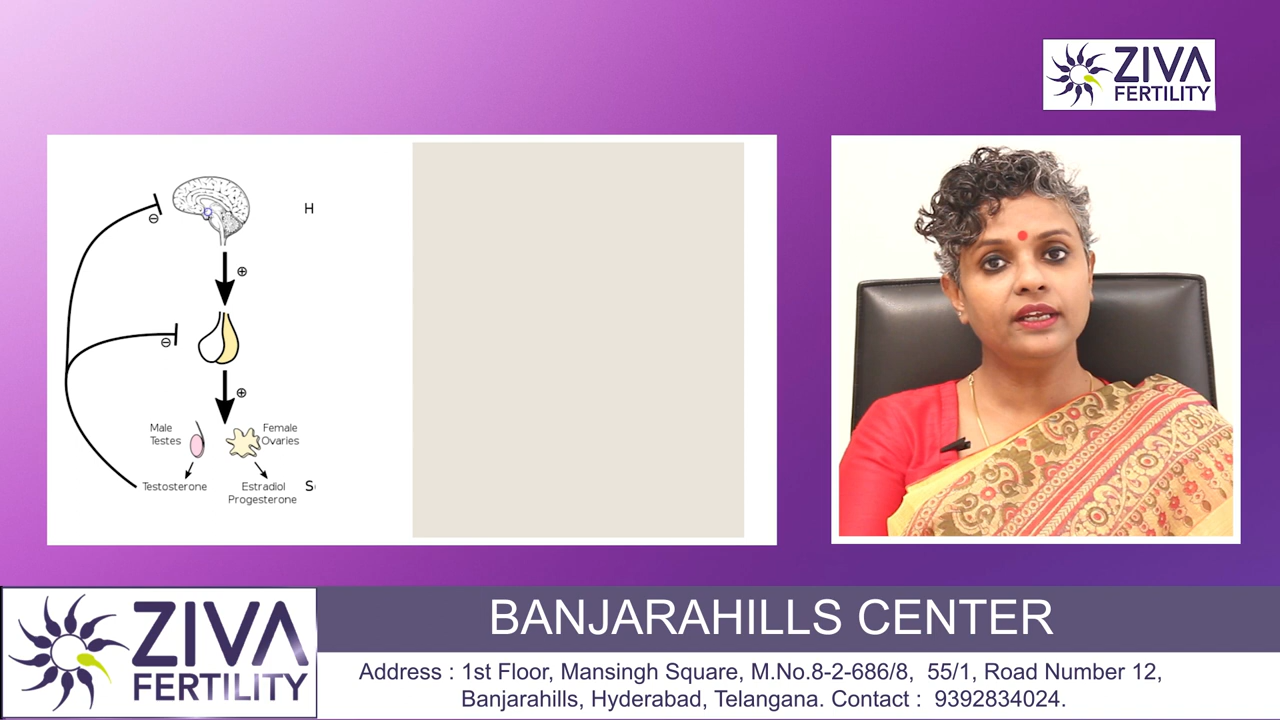 ZIVA
FERTILITY
H
⊖
⊕
⊖
⊕
Male
Testes
Female
Ovaries
Testosterone
Estradiol
Progesterone
S
ZIVA
FERTILITY
BANJARAHILLS CENTER
Address : 1st Floor, Mansingh Square, M.No.8-2-686/8, 55/1, Road Number 12,
Banjarahills, Hyderabad, Telangana. Contact : 9392834024.